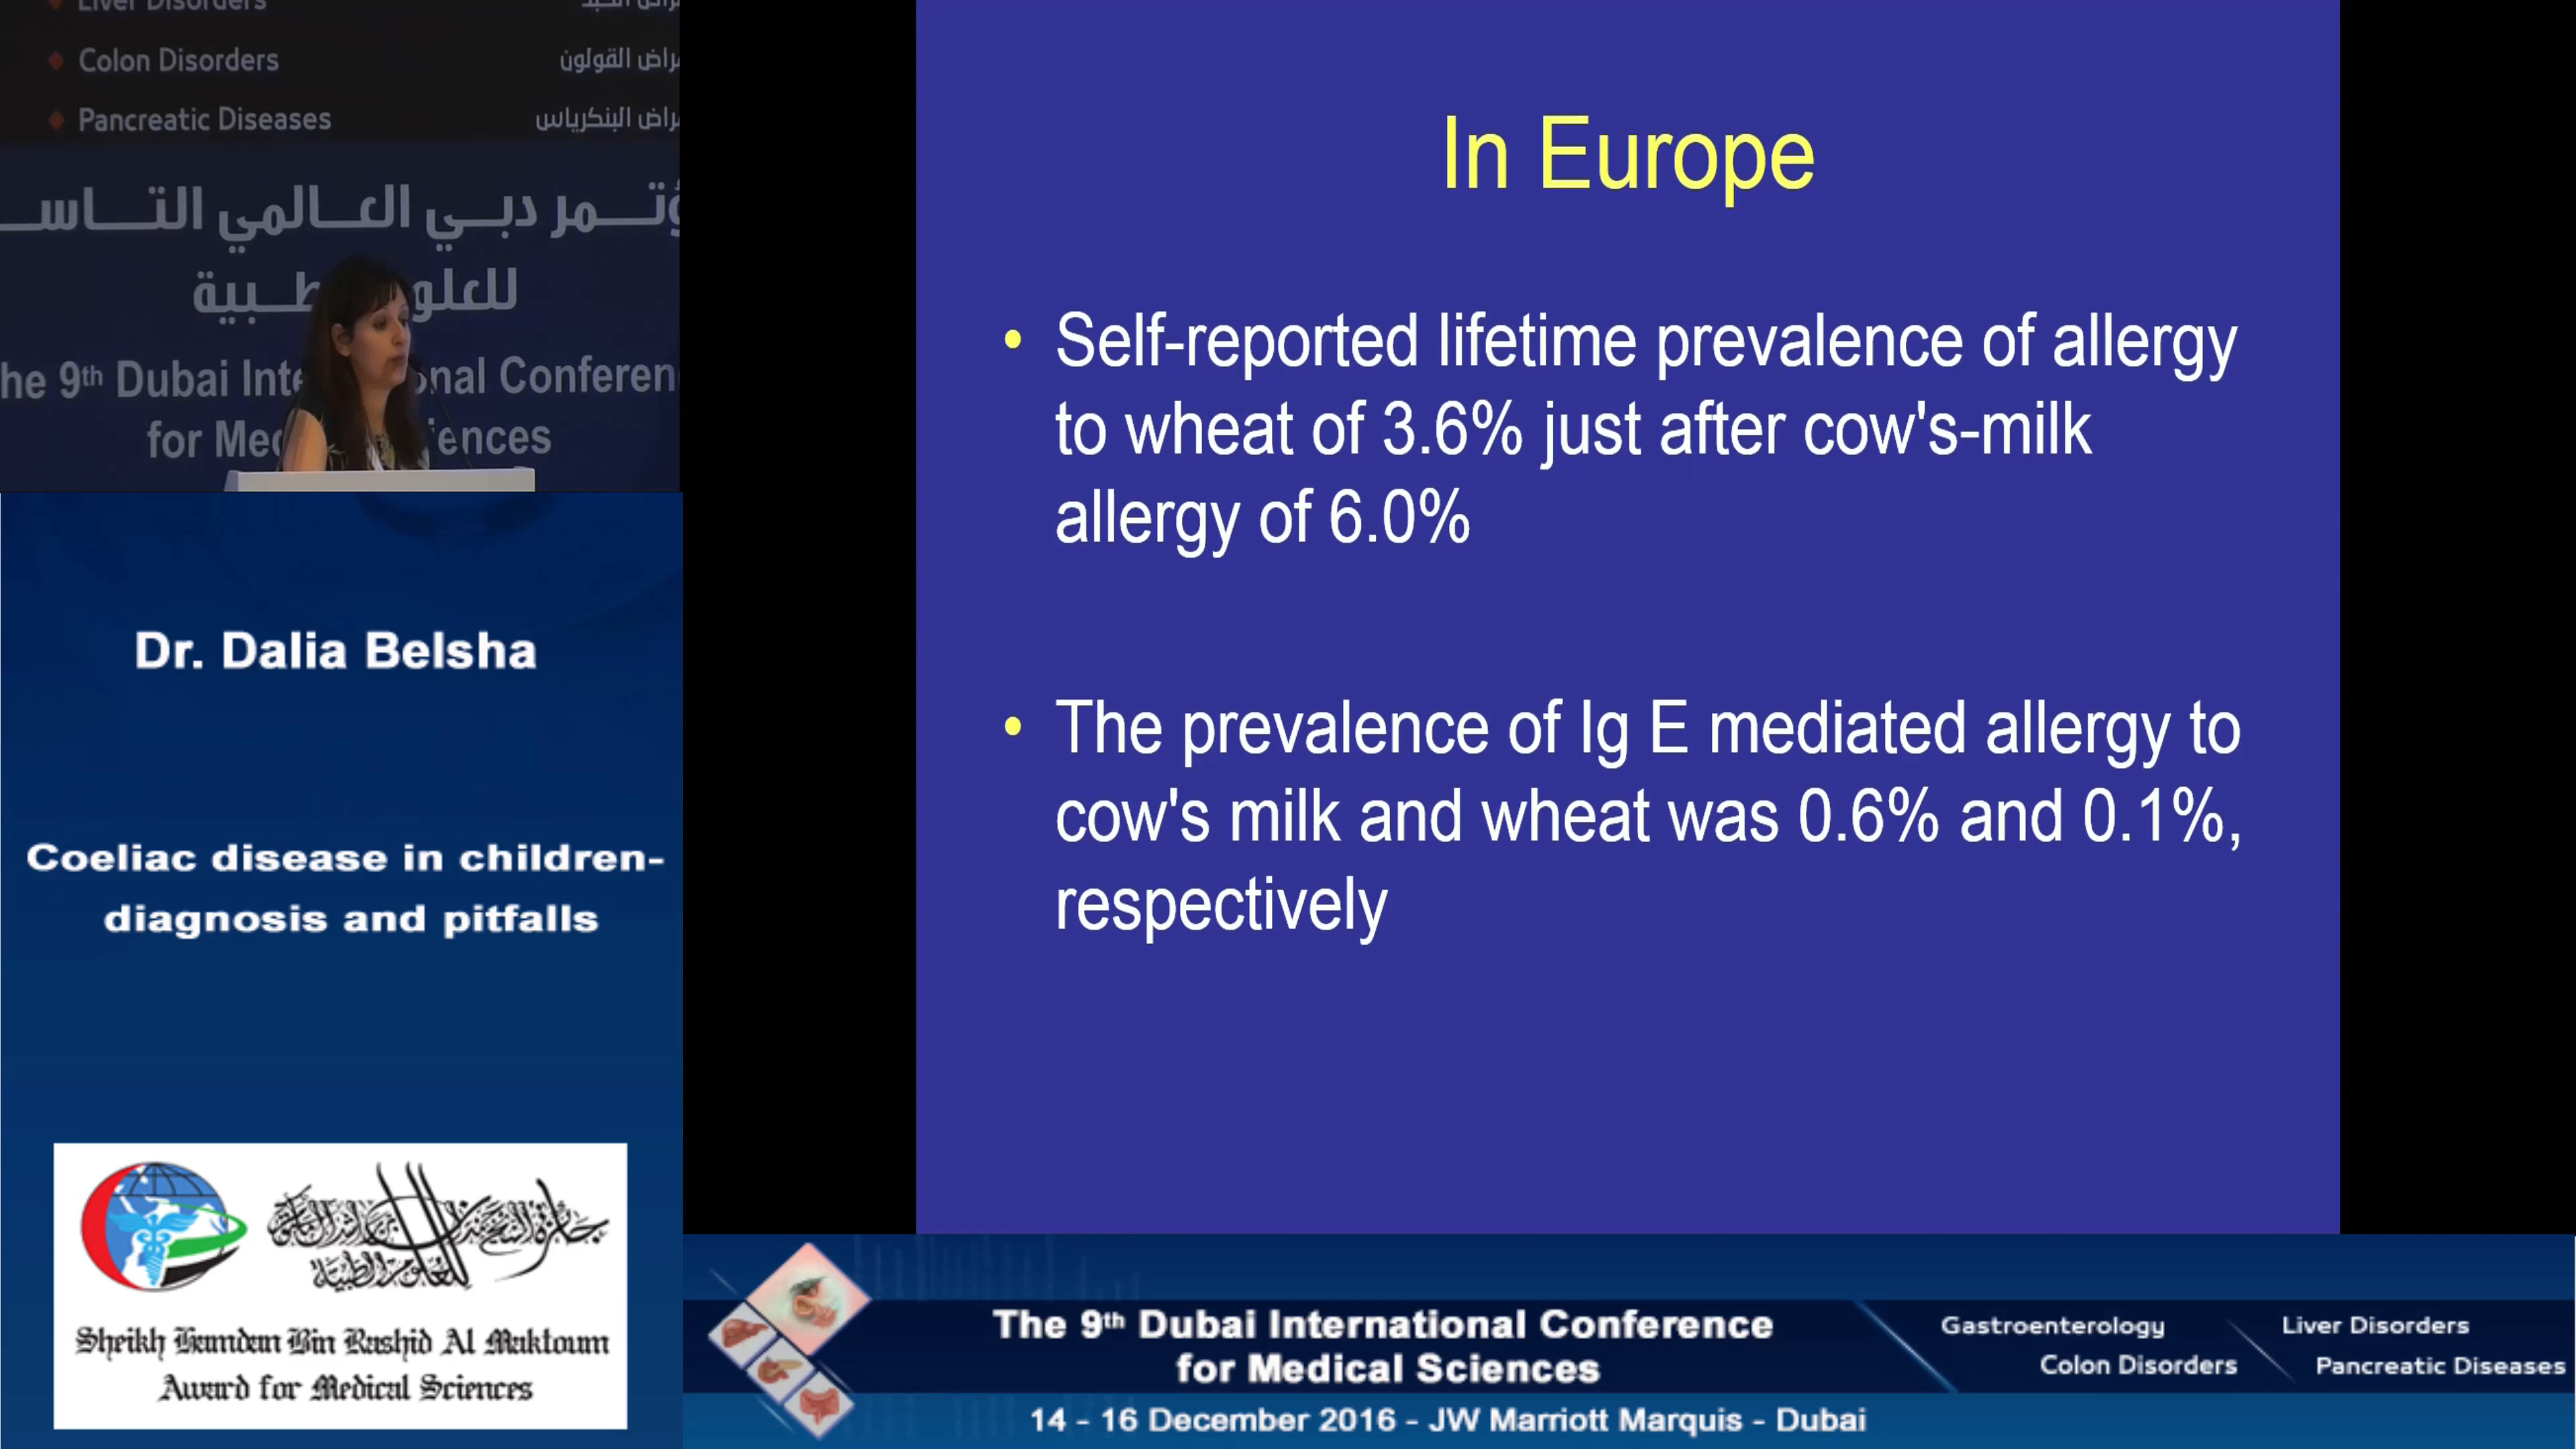 Colon Disorders
Pancreatic Diseases
دبي العالمي
he 9th Dubai Inte nal Conferen
for Med ences
Dr. Dalia Belsha
Coeliac disease in children-
diagnosis and pitfalls
Sheikh Hamdan Bin Rashid Al Maktoum
Award for Medical Sciences
In Europe
• Self-reported lifetime prevalence of allergy
to wheat of 3.6% just after cow's-milk
allergy of 6.0%
• The prevalence of Ig E mediated allergy to
cow's milk and wheat was 0.6% and 0.1%,
respectively
The 9th Dubai International Conference
for Medical Sciences
14 - 16 December 2016 - JW Marriott Marquis - Dubai
Gastroenterology
Liver Disorders
Colon Disorders
Pancreatic Diseases